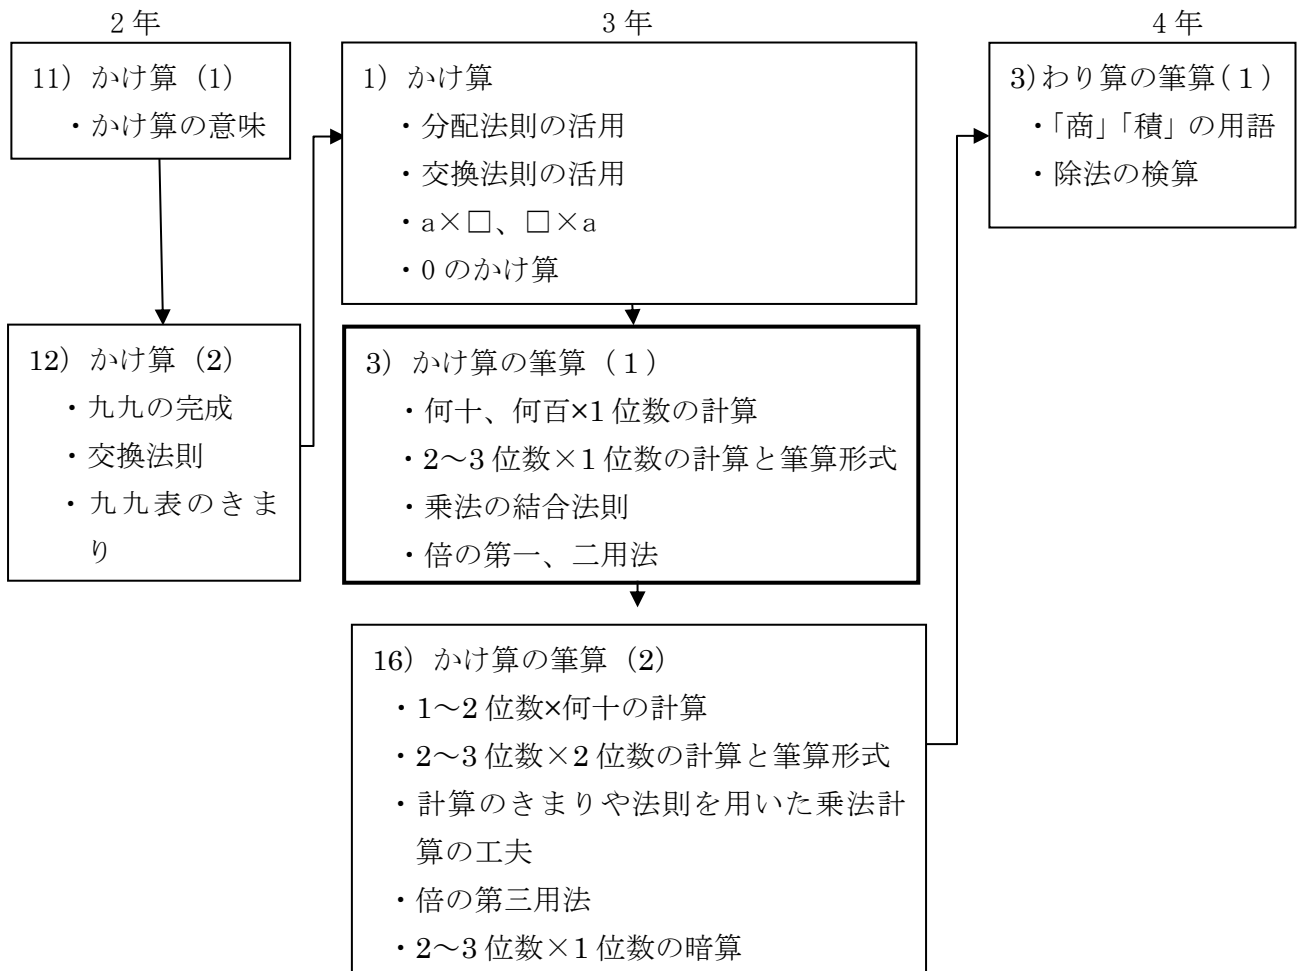 2年
11) かけ算 (1)
・かけ算の意味
12) かけ算 (2)
・九九の完成
・交換法則
・九九表のきま
り
3年
1) かけ算
・分配法則の活用
・交換法則の活用
・a×□、□×a
・0のかけ算
3) かけ算の筆算(1)
・何十、何百×1位数の計算
・2～3位数×1位数の計算と筆算形式
・乗法の結合法則
・倍の第一、二用法
16) かけ算の筆算 (2)
・1～2位数×何十の計算
・2～3位数×2位数の計算と筆算形式
・計算のきまりや法則を用いた乗法計
算の工夫
・倍の第三用法
・2～3位数×1位数の暗算
4年
3)わり算の筆算(1)
・「商」「積」の用語
・除法の検算